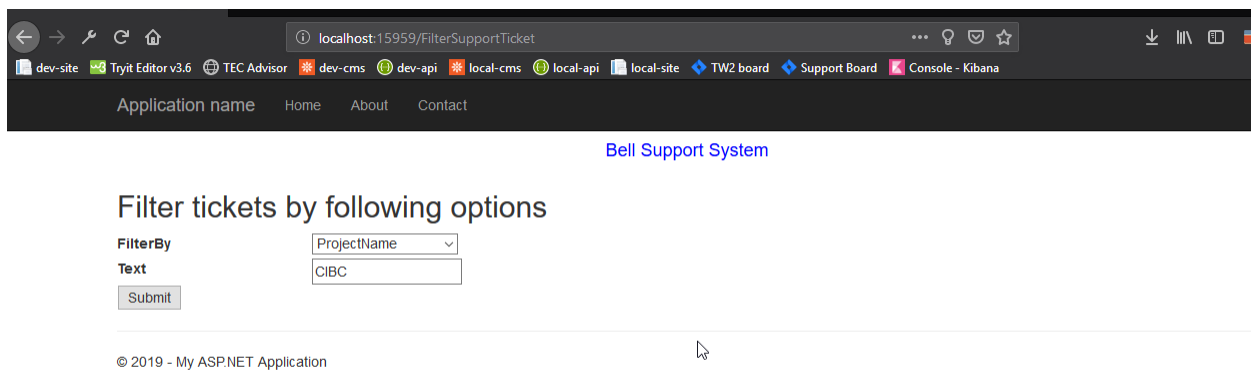 localhost:15959/FilterSupportTicket
dev-site Tryit Editor v3.6 TEC Advisor dev-cms dev-api local-cms local-api local-site TW2 board Support Board Console - Kibana
Application name Home About Contact
Bell Support System
Filter tickets by following options
FilterBy ProjectName
Text CIBC
Submit
© 2019 - My ASP.NET Application